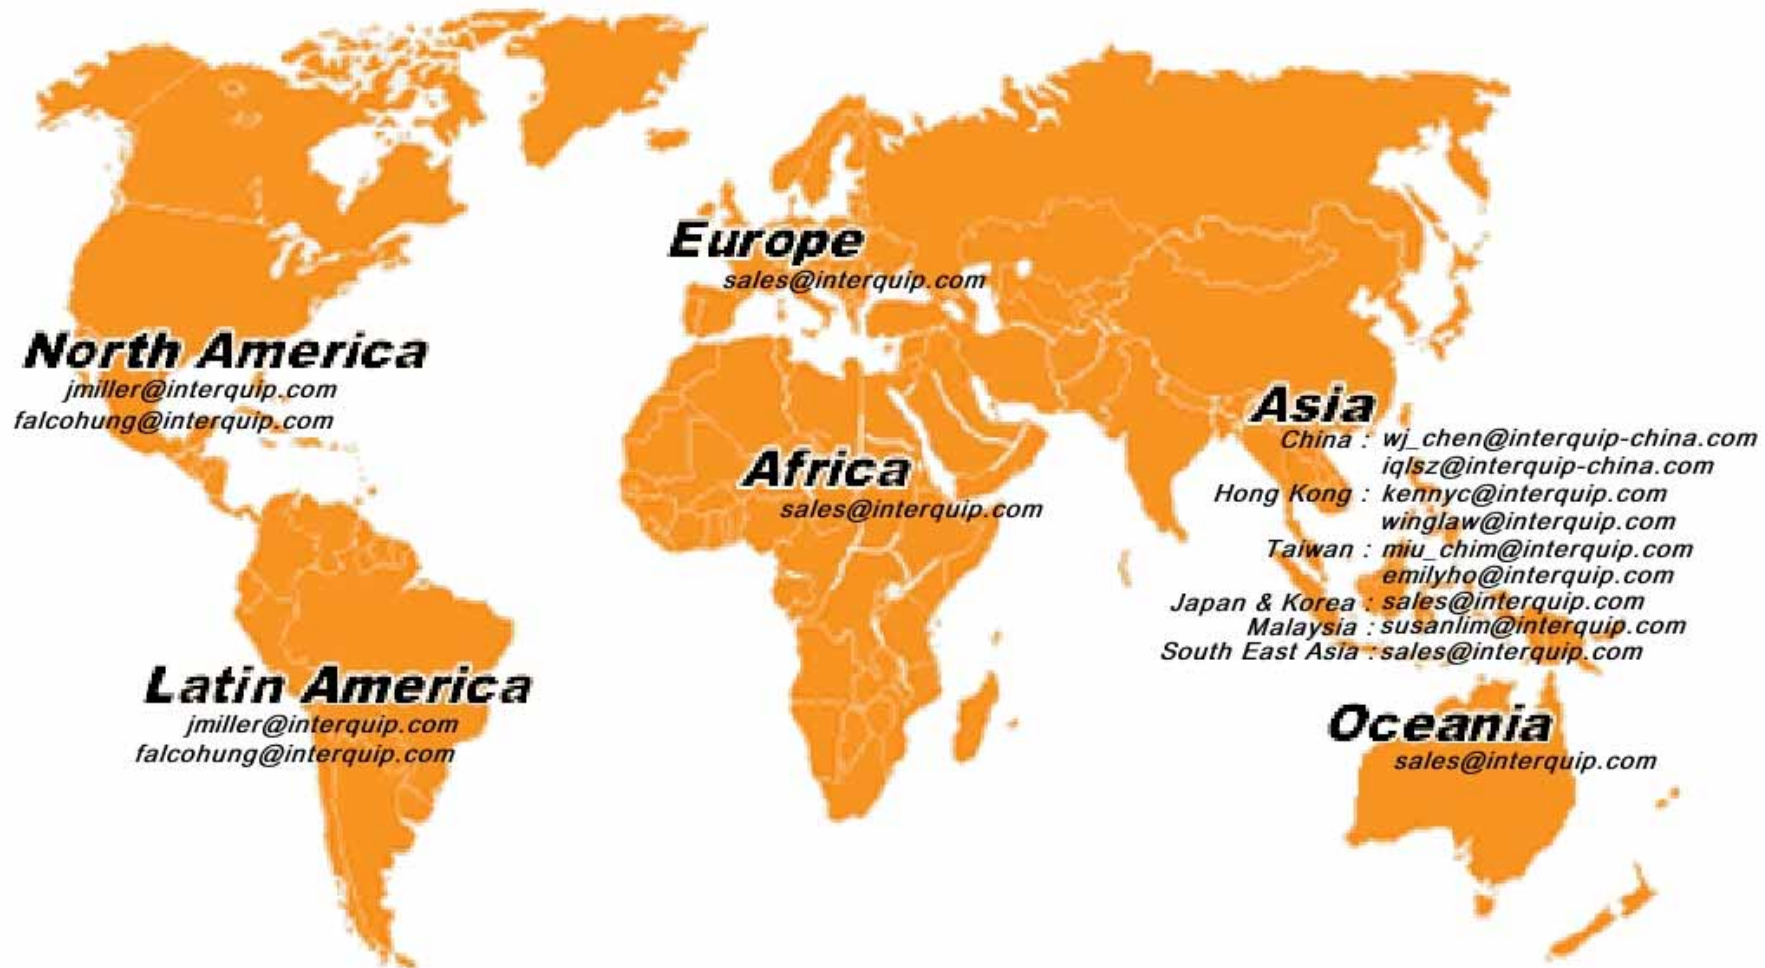 North America
jmiller@interquip.com
falcohung@interquip.com
Latin America
jmiller@interquip.com
falcohung@interquip.com
Europe
sales@interquip.com
Africa
sales@interquip.com
Asia
China : wj_chen@interquip-china.com
iqlsz@interquip-china.com
Hong Kong : kennyc@interquip.com
winglaw@interquip.com
Taiwan : miu_chim@interquip.com
emilyho@interquip.com
Japan & Korea : sales@interquip.com
Malaysia : susanlim@interquip.com
South East Asia : sales@interquip.com
Oceania
sales@interquip.com